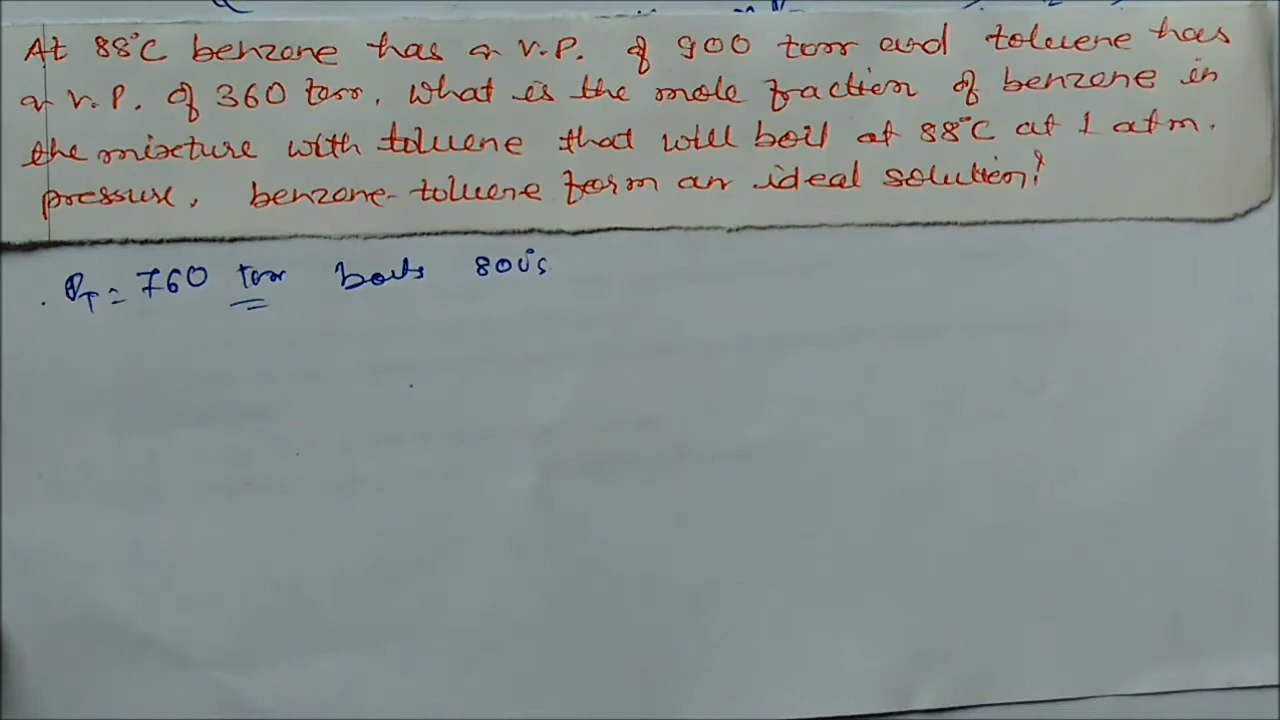 At 88°C benzene has a V.P. of 900 torr and toluene has
a V.P. of 360 torr. What is the mole fraction of benzene in
the mixture with toluene that will boil at 88°C at 1 atm.
pressure, benzene-toluene form an ideal solution?
P_T = 760 torr boils